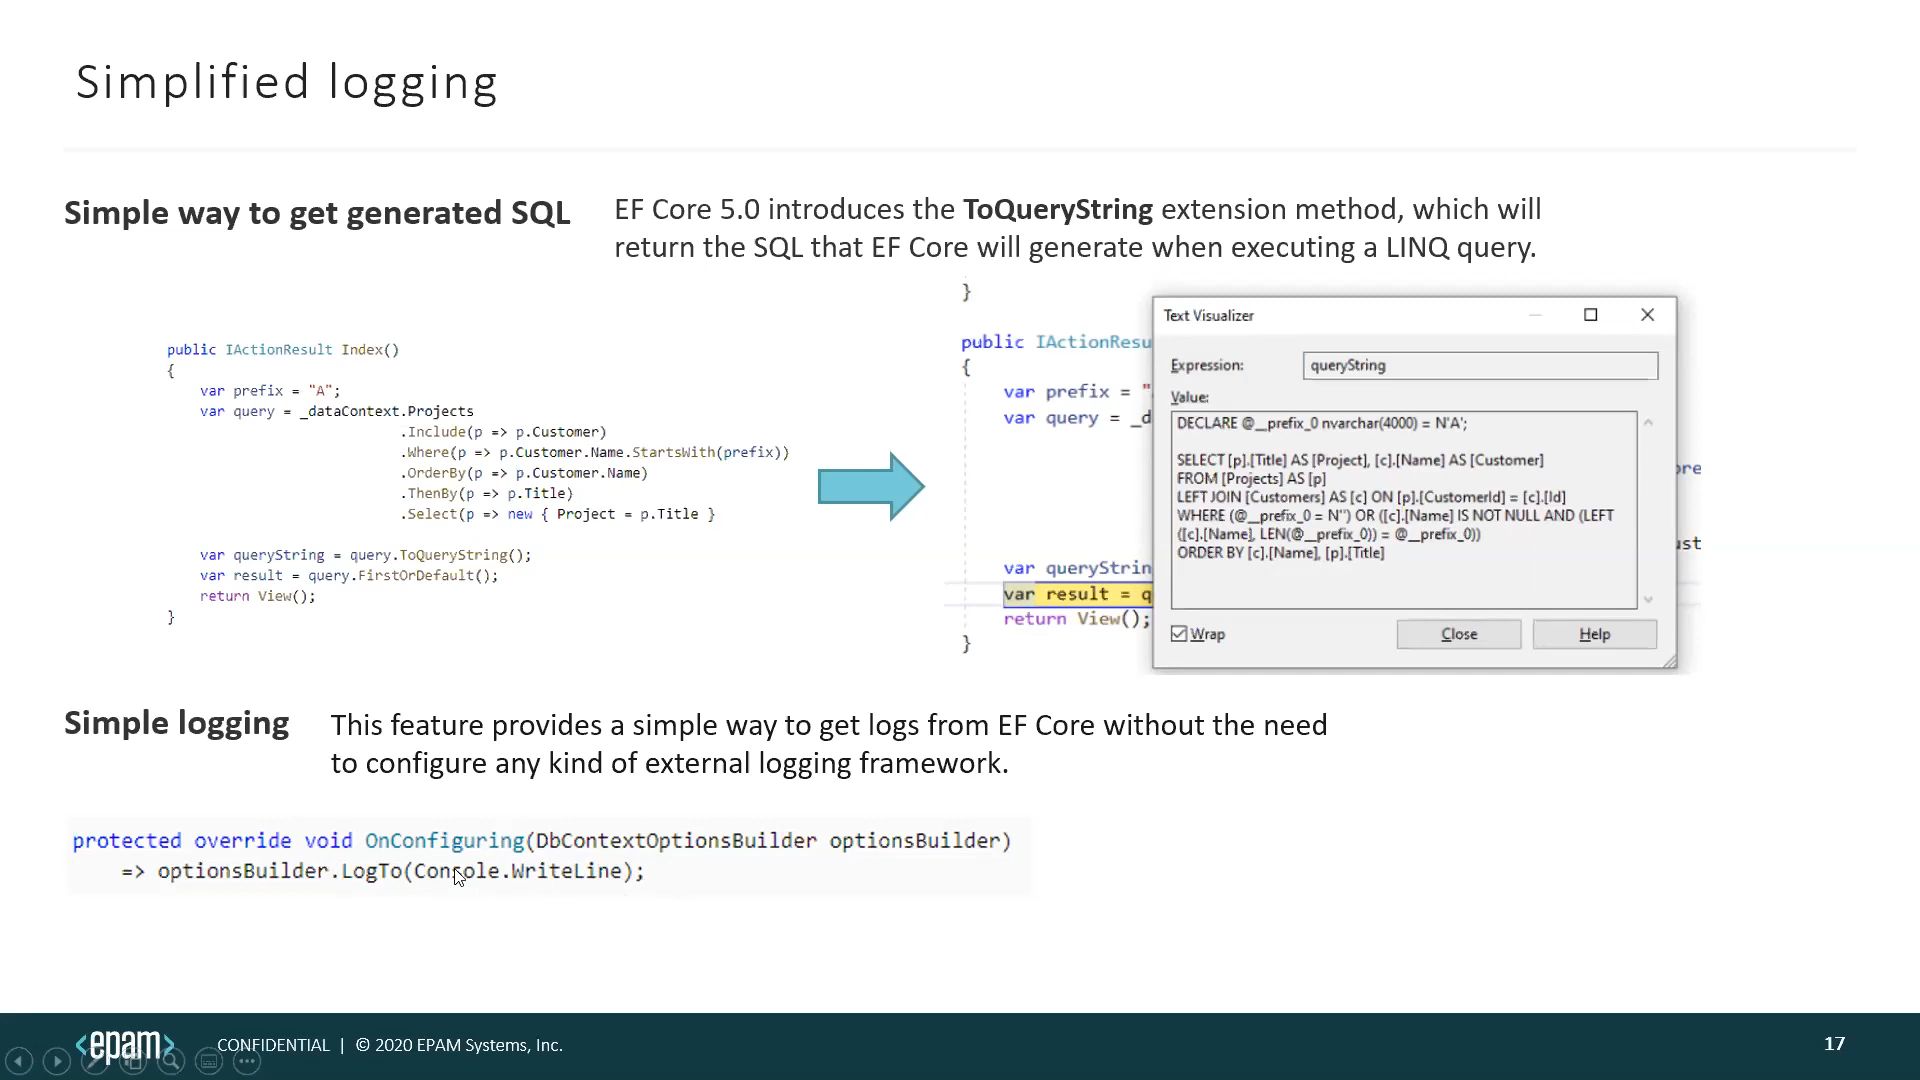 Simplified logging
Simple way to get generated SQL
EF Core 5.0 introduces the ToQueryString extension method, which will
return the SQL that EF Core will generate when executing a LINQ query.
public IActionResult Index()
{
var prefix = "A";
var query = _dataContext.Projects
.Include(p => p.Customer)
.Where(p => p.Customer.Name.StartsWith(prefix))
.OrderBy(p => p.Customer.Name)
.ThenBy(p => p.Title)
.Select(p => new { Project = p.Title }
var queryString = query.ToQueryString();
var result = query.FirstOrDefault();
return View();
}
}
public IActionResu
{
var prefix = "
var query = _d
var queryStrin
var result = q
return View();
}
ore
ust
Text Visualizer
Expression:
queryString
Value:
DECLARE @__prefix_0 nvarchar(4000) = N'A';
SELECT [p].[Title] AS [Project], [c].[Name] AS [Customer]
FROM [Projects] AS [p]
LEFT JOIN [Customers] AS [c] ON [p].[CustomerId] = [c].[Id]
WHERE (@__prefix_0 = N'') OR ([c].[Name] IS NOT NULL AND (LEFT
([c].[Name], LEN(@__prefix_0)) = @__prefix_0))
ORDER BY [c].[Name], [p].[Title]
Wrap
Close
Help
Simple logging
This feature provides a simple way to get logs from EF Core without the need
to configure any kind of external logging framework.
protected override void OnConfiguring(DbContextOptionsBuilder optionsBuilder)
=> optionsBuilder.LogTo(Console.WriteLine);
<epam>
CONFIDENTIAL | © 2020 EPAM Systems, Inc.
17